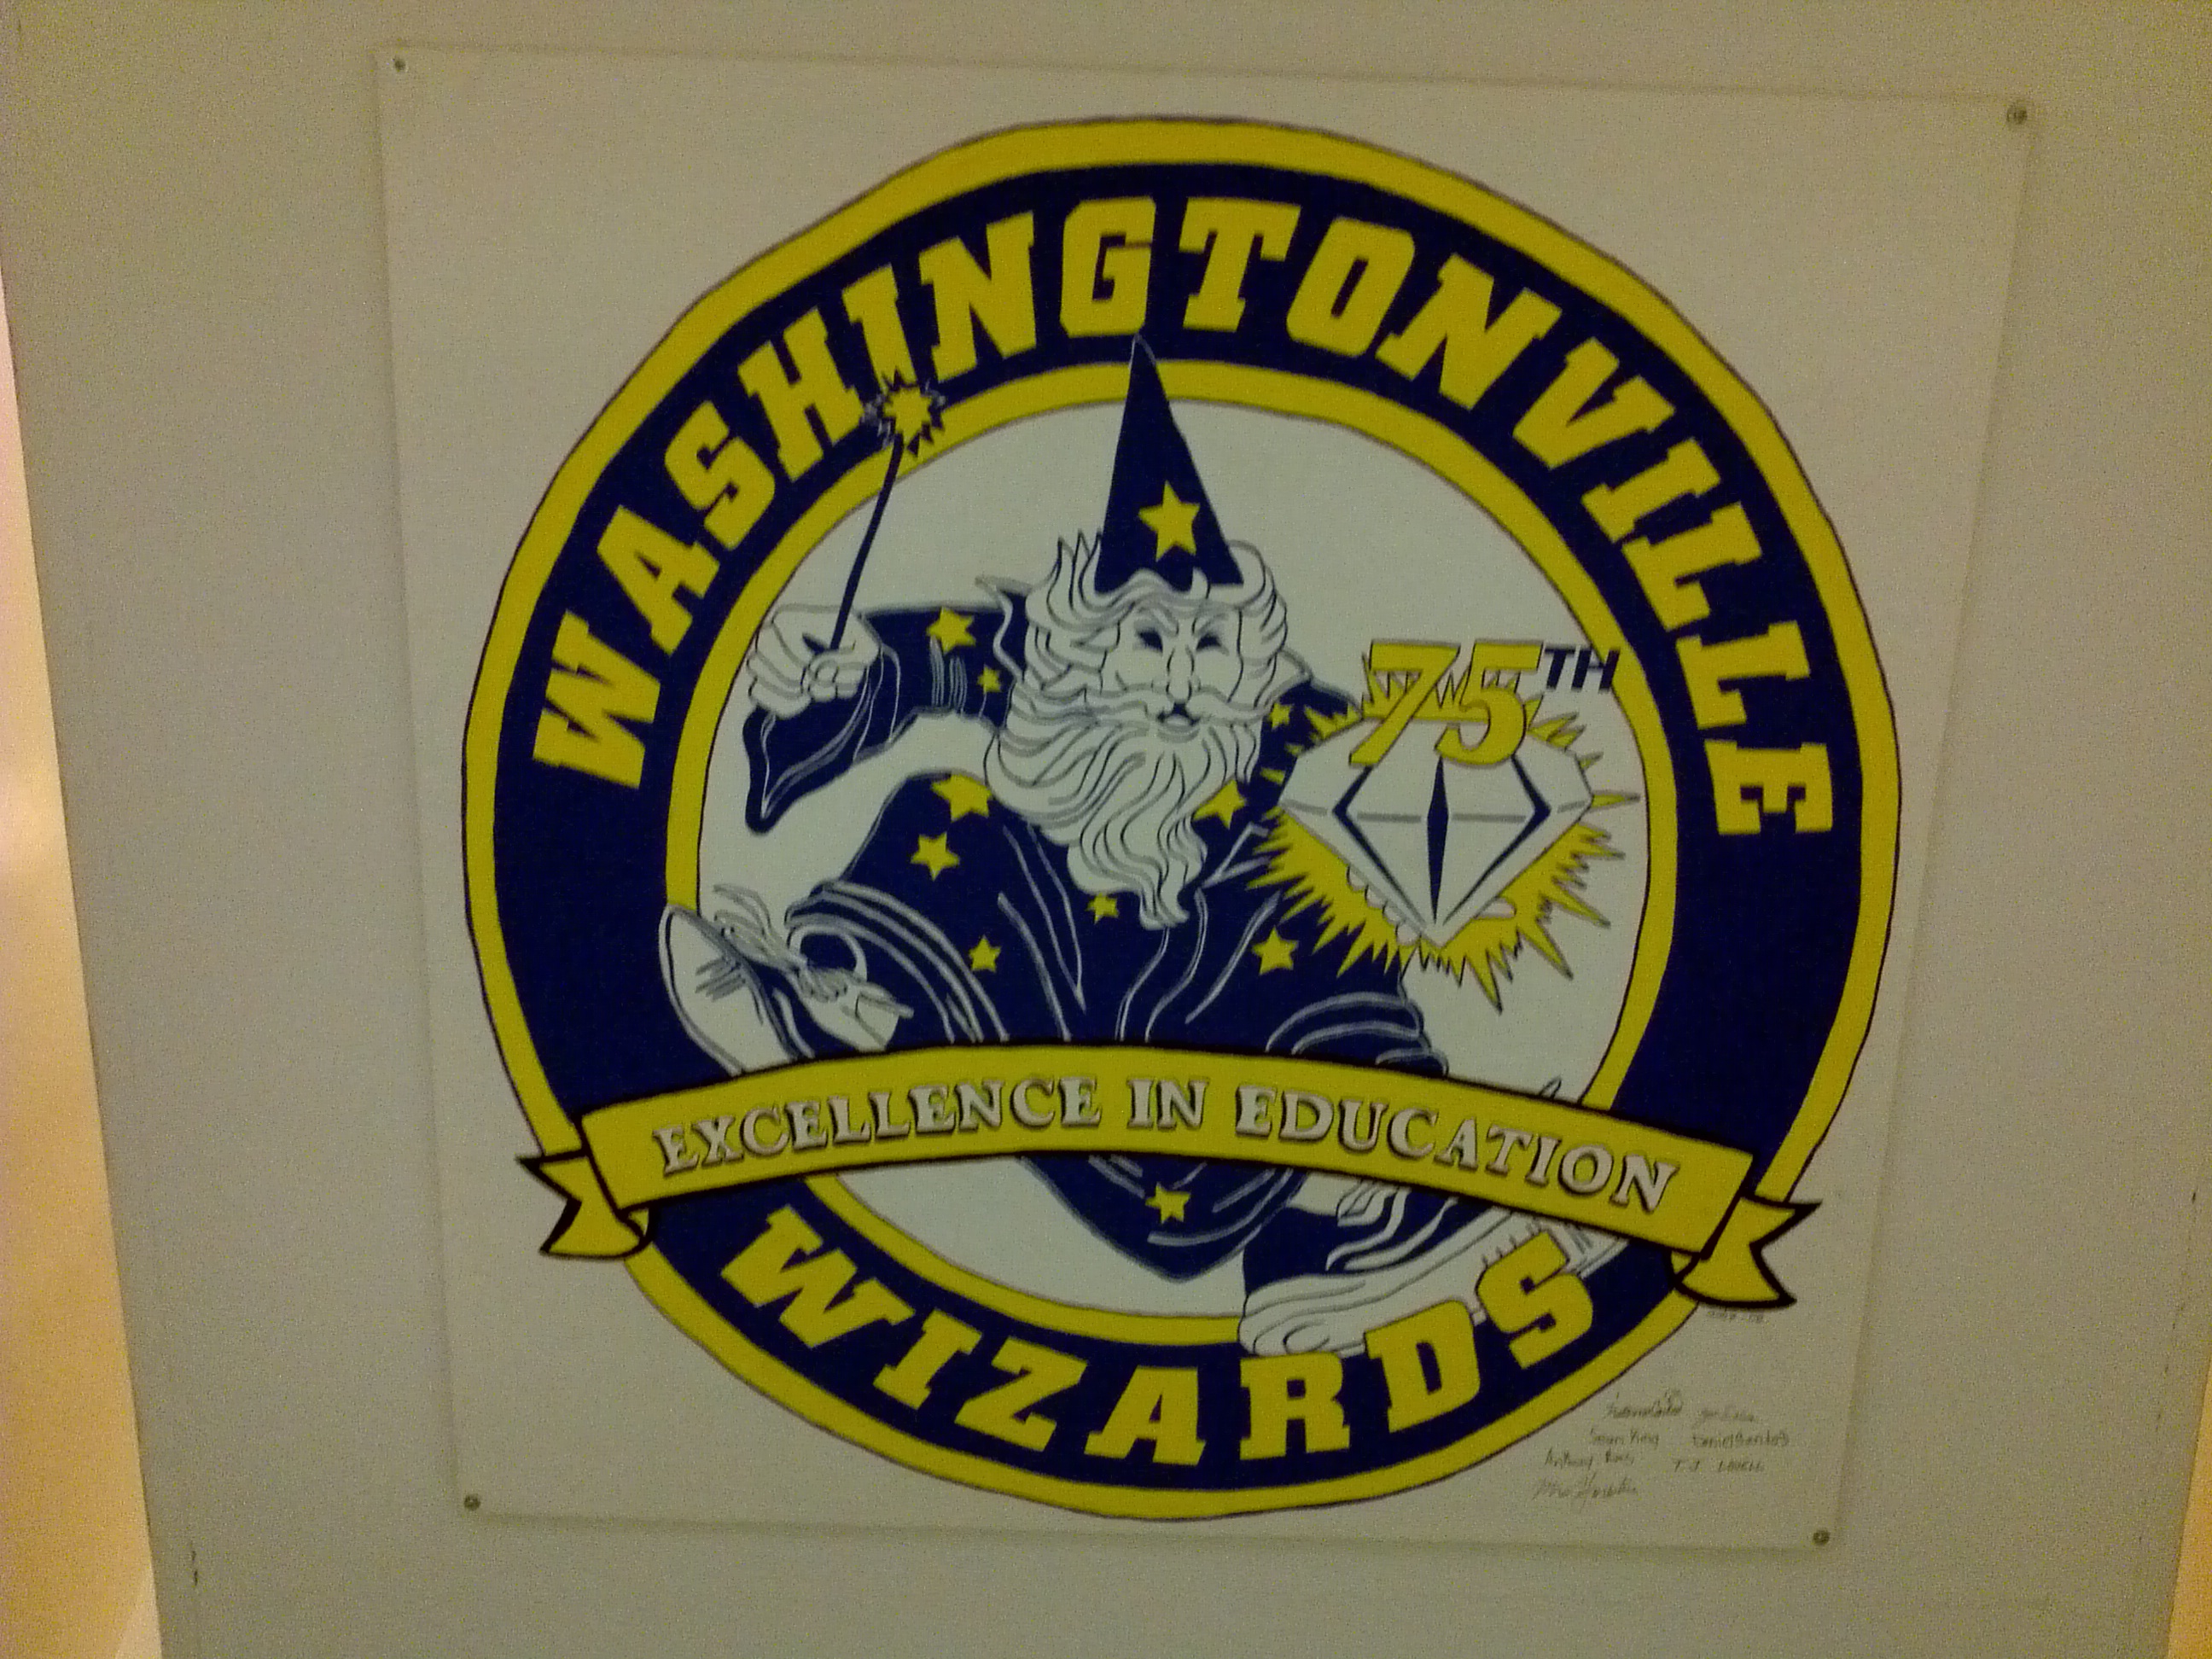 WASHINGTONVILLE
75TH
EXCELLENCE IN EDUCATION
WIZARDS
Sean King
T.J.